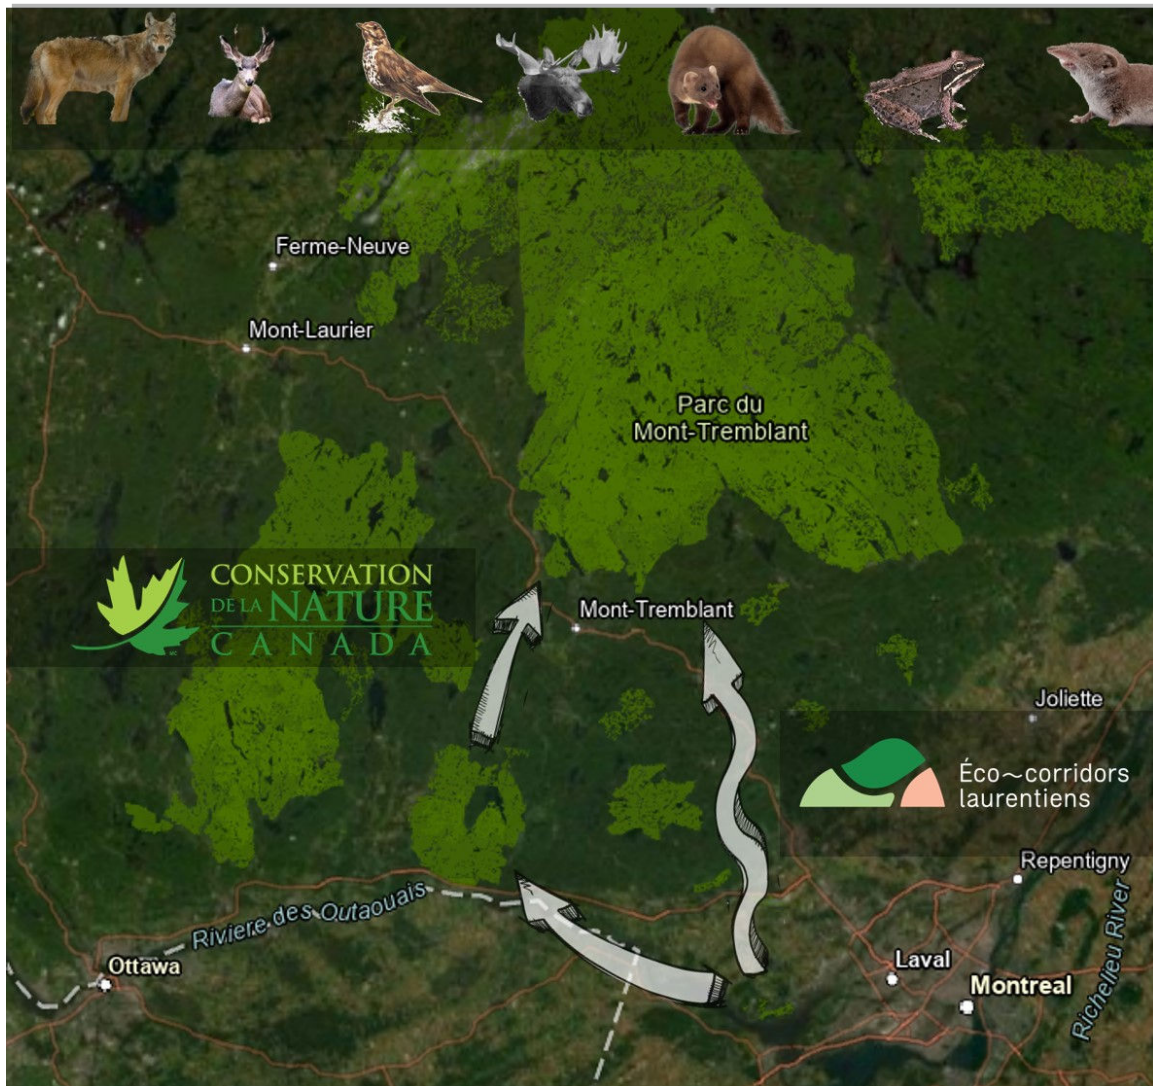 Ferme-Neuve
Mont-Laurier
Parc du
Mont-Tremblant
CONSERVATION
DE LA NATURE
CANADA
Mont-Tremblant
Joliette
Éco~corridors
laurentiens
Repentigny
Riviere des Outaouais
Richelieu River
Ottawa
Laval
Montreal